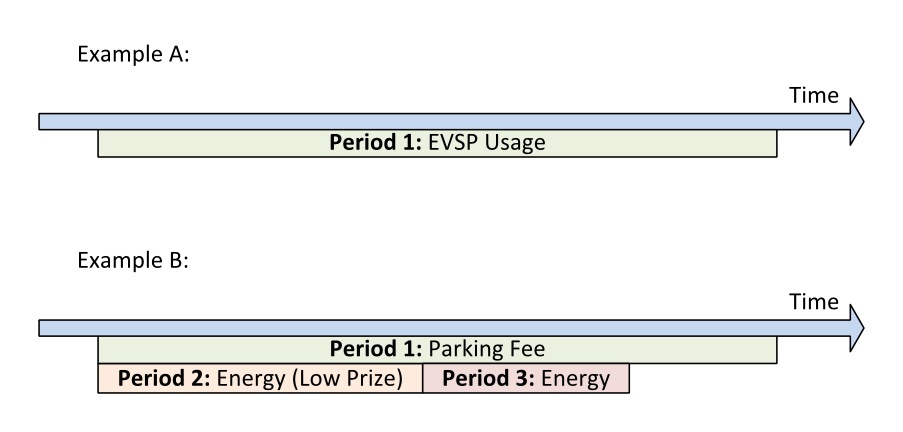 Example A:
Time
Period 1: EVSP Usage
Example B:
Time
Period 1: Parking Fee
Period 2: Energy (Low Prize) Period 3: Energy